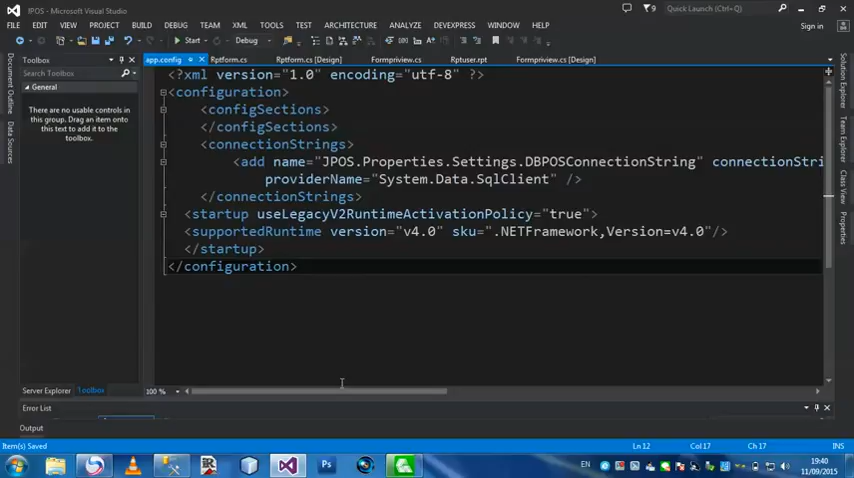 JPOS - Microsoft Visual Studio
9
Quick Launch (Ctrl+Q)
FILE EDIT VIEW PROJECT BUILD DEBUG TEAM XML TOOLS TEST ARCHITECTURE ANALYZE DEVEXPRESS WINDOW HELP
Sign in
Start
Debug
Toolbox
app.config
Rptform.cs
Rptform.cs [Design]
Formpriview.cs
Rptuser.rpt
Formpriview.cs [Design]
Search Toolbox
General
There are no usable controls in
this group. Drag an item onto
this text to add it to the
toolbox.
Document Outline
Data Sources
<?xml version="1.0" encoding="utf-8" ?>
<configuration>
<configSections>
</configSections>
<connectionStrings>
<add name="JPOS.Properties.Settings.DBPOSConnectionString" connectionStri
providerName="System.Data.SqlClient" />
</connectionStrings>
<startup useLegacyV2RuntimeActivationPolicy="true">
<supportedRuntime version="v4.0" sku=".NETFramework,Version=v4.0"/>
</startup>
</configuration>
Solution Explorer
Team Explorer
Class View
Properties
Server Explorer
Toolbox
100 %
Error List
Output
Item(s) Saved
Ln 12
Col 17
Ch 17
INS
Ps
EN
19:40
11/09/2015